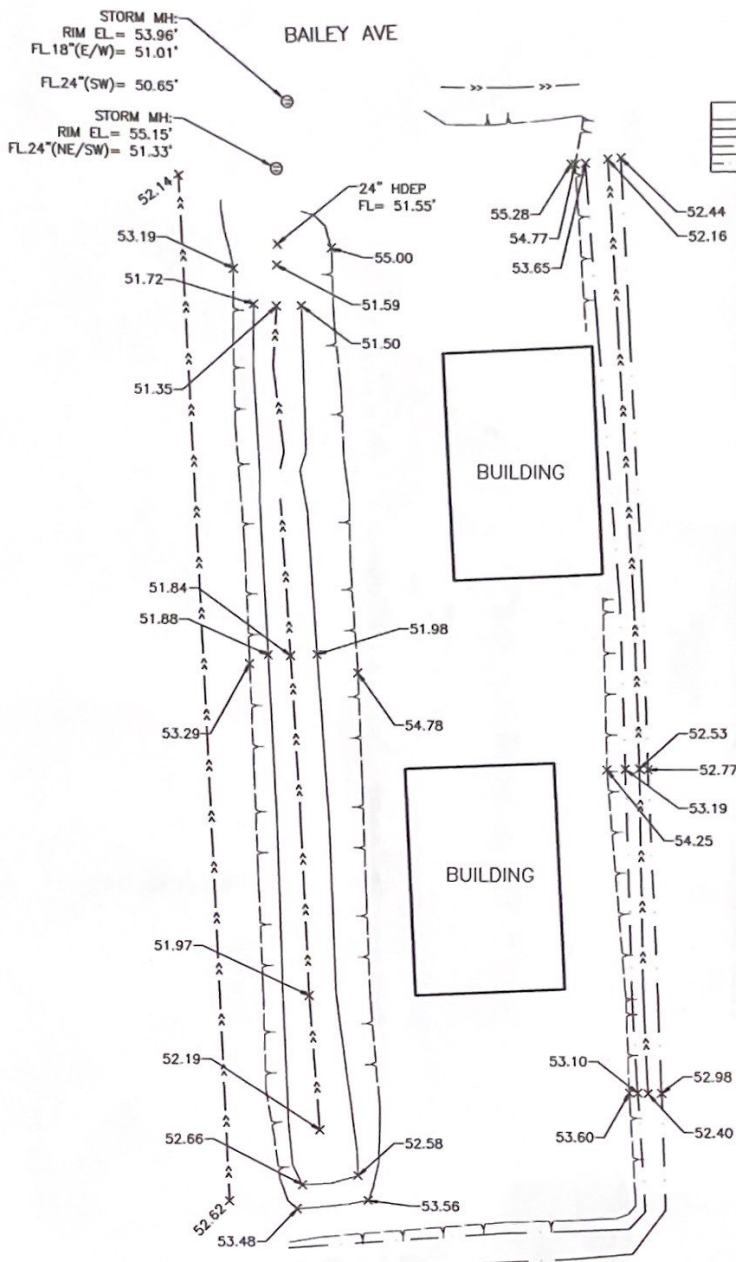 STORM MH:
RIM EL.= 53.96'
FL.18"(E/W)= 51.01'
FL.24"(SW)= 50.65'
BAILEY AVE
STORM MH:
RIM EL.= 55.15'
FL.24"(NE/SW)= 51.33'
52.14
24" HDEP
FL= 51.55'
55.28
54.77
53.65
52.44
52.16
53.19
55.00
51.72
51.59
51.50
51.35
BUILDING
51.84
51.88
51.98
53.29
54.78
52.53
52.77
53.19
54.25
BUILDING
51.97
52.19
53.10
52.98
53.60
52.40
52.66
52.58
52.62
53.56
53.48